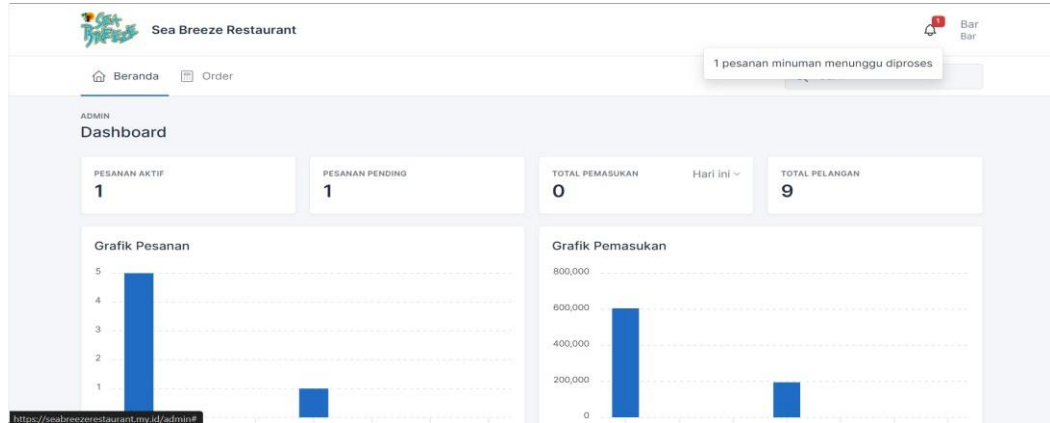 SEA BREEZE
Sea Breeze Restaurant
1
Bar
Bar
1 pesanan minuman menunggu diproses
Beranda
Order
ADMIN
Dashboard
PESANAN AKTIF
1
PESANAN PENDING
1
TOTAL PEMASUKAN
Hari ini
0
TOTAL PELANGAN
9
Grafik Pesanan
5
4
3
2
1
Grafik Pemasukan
800,000
600,000
400,000
200,000
0
https://seabreezerestaurant.my.id/admin#